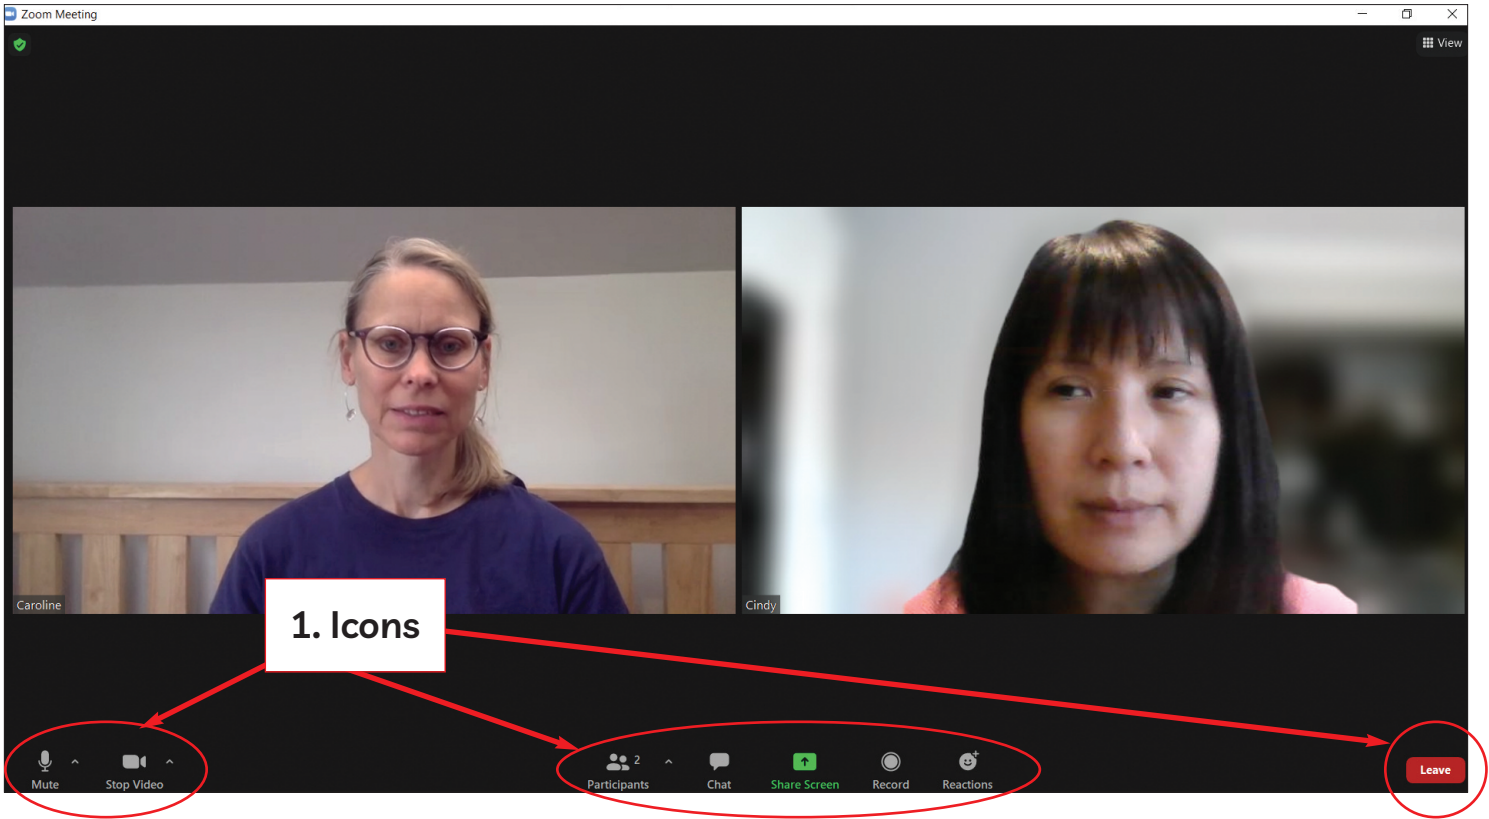 Zoom Meeting
View
Caroline
Cindy
1. Icons
Mute
Stop Video
2
Participants
Chat
Share Screen
Record
Reactions
Leave